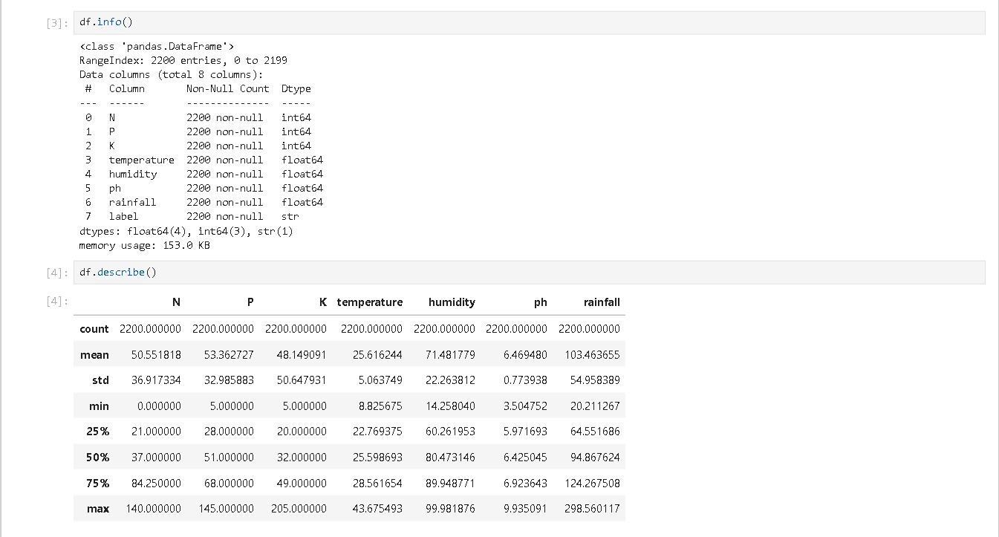 [3]: df.info()
<class 'pandas.DataFrame'>
RangeIndex: 2200 entries, 0 to 2199
Data columns (total 8 columns):
 #   Column       Non-Null Count  Dtype
---  ------       --------------  -----
 0   N            2200 non-null   int64
 1   P            2200 non-null   int64
 2   K            2200 non-null   int64
 3   temperature  2200 non-null   float64
 4   humidity     2200 non-null   float64
 5   ph           2200 non-null   float64
 6   rainfall     2200 non-null   float64
 7   label        2200 non-null   str
dtypes: float64(4), int64(3), str(1)
memory usage: 153.0 KB
[4]: df.describe()
[4]: N P K temperature humidity ph rainfall
count 2200.000000 2200.000000 2200.000000 2200.000000 2200.000000 2200.000000 2200.000000
mean 50.551818 53.362727 48.149091 25.616244 71.481779 6.469480 103.463655
std 36.917334 32.985883 50.647931 5.063749 22.263812 0.773938 54.958389
min 0.000000 5.000000 5.000000 8.825675 14.258040 3.504752 20.211267
25% 21.000000 28.000000 20.000000 22.769375 60.261953 5.971693 64.551686
50% 37.000000 51.000000 32.000000 25.598693 80.473146 6.425045 94.867624
75% 84.250000 68.000000 49.000000 28.561654 89.948771 6.923643 124.267508
max 140.000000 145.000000 205.000000 43.675493 99.981876 9.935091 298.560117